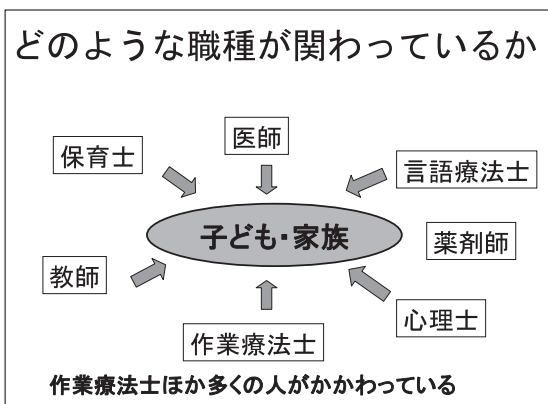 どのような職種が関わっているか
医師
保育士
言語療法士
子ども・家族
薬剤師
教師
心理士
作業療法士
作業療法士ほか多くの人がかかわっている